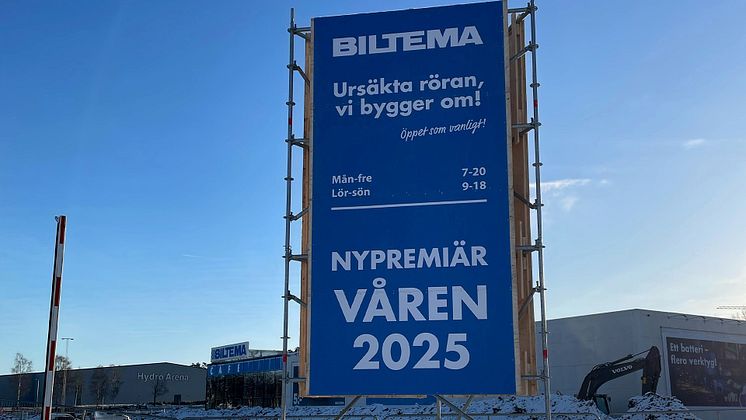 BILTEMA
Ursäkta röran,
vi bygger om!
Öppet som vanligt!
Mån-fre 7-20
Lör-sön 9-18
NYPREMIÄR
VÅREN
2025
BILTEMA
CAFÉ
Hydro Arena
Ett batteri -
flera verktyg!
VOLVO